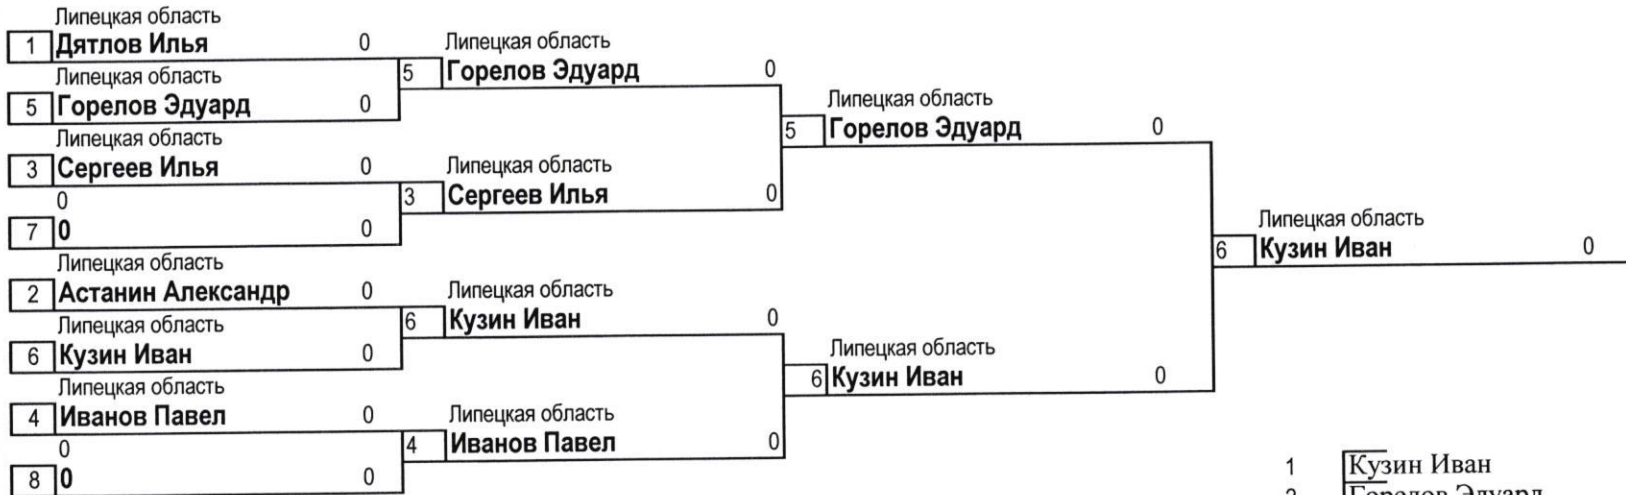 Липецкая область
1 Дятлов Илья 0
Липецкая область
5 Горелов Эдуард 0
Липецкая область
3 Сергеев Илья 0
0
7 0 0
Липецкая область
2 Астанин Александр 0
Липецкая область
6 Кузин Иван 0
Липецкая область
4 Иванов Павел 0
0
8 0 0
Липецкая область
5 Горелов Эдуард 0
Липецкая область
3 Сергеев Илья 0
Липецкая область
6 Кузин Иван 0
Липецкая область
4 Иванов Павел 0
Липецкая область
5 Горелов Эдуард 0
Липецкая область
6 Кузин Иван 0
Липецкая область
6 Кузин Иван 0
1 Кузин Иван
2 Горелов Эдуард